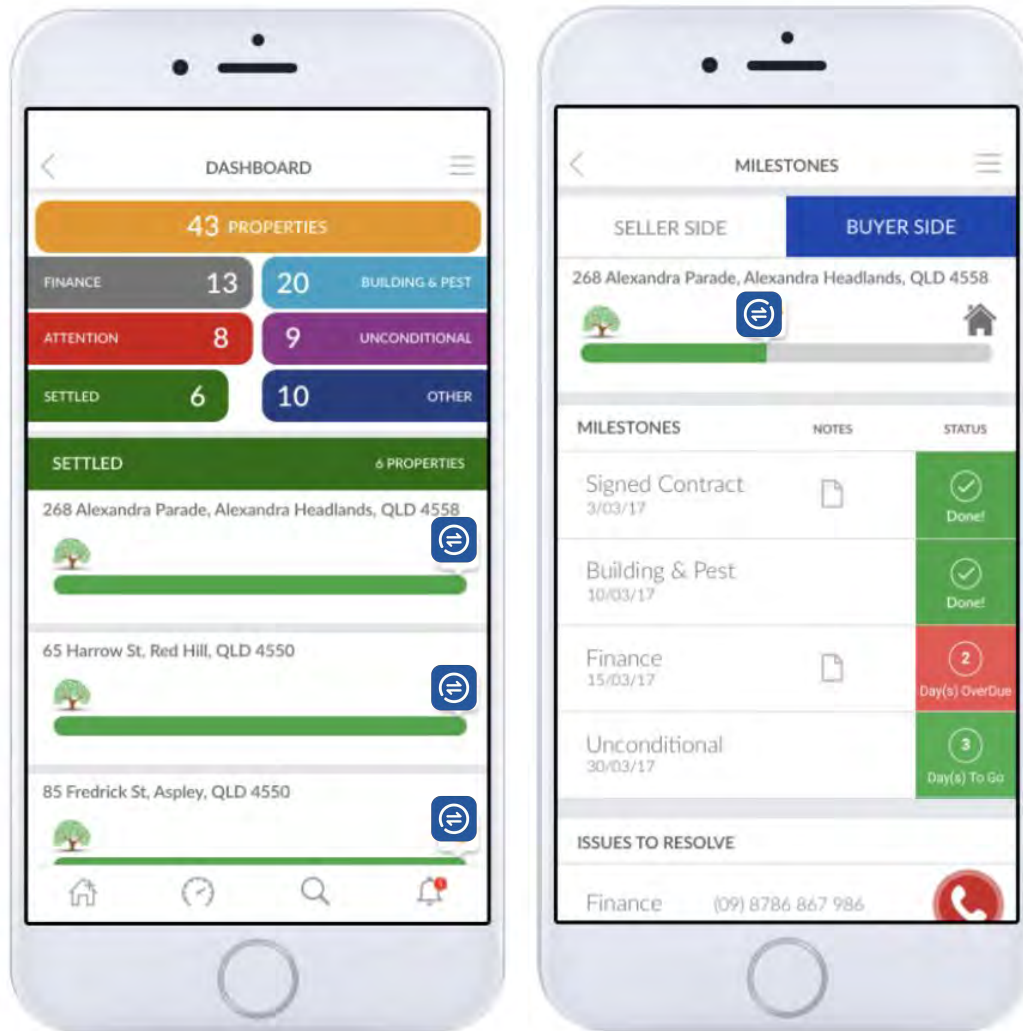 DASHBOARD
43 PROPERTIES
FINANCE 13
20 BUILDING & PEST
ATTENTION 8
9 UNCONDITIONAL
SETTLED 6
10 OTHER
SETTLED 6 PROPERTIES
268 Alexandra Parade, Alexandra Headlands, QLD 4558
65 Harrow St, Red Hill, QLD 4550
85 Fredrick St, Aspley, QLD 4550
MILESTONES
SELLER SIDE BUYER SIDE
268 Alexandra Parade, Alexandra Headlands, QLD 4558
MILESTONES NOTES STATUS
Signed Contract
3/03/17
Done!
Building & Pest
10/03/17
Done!
Finance
15/03/17
2
Day(s) OverDue
Unconditional
30/03/17
3
Day(s) To Go
ISSUES TO RESOLVE
Finance (09) 8786 867 986